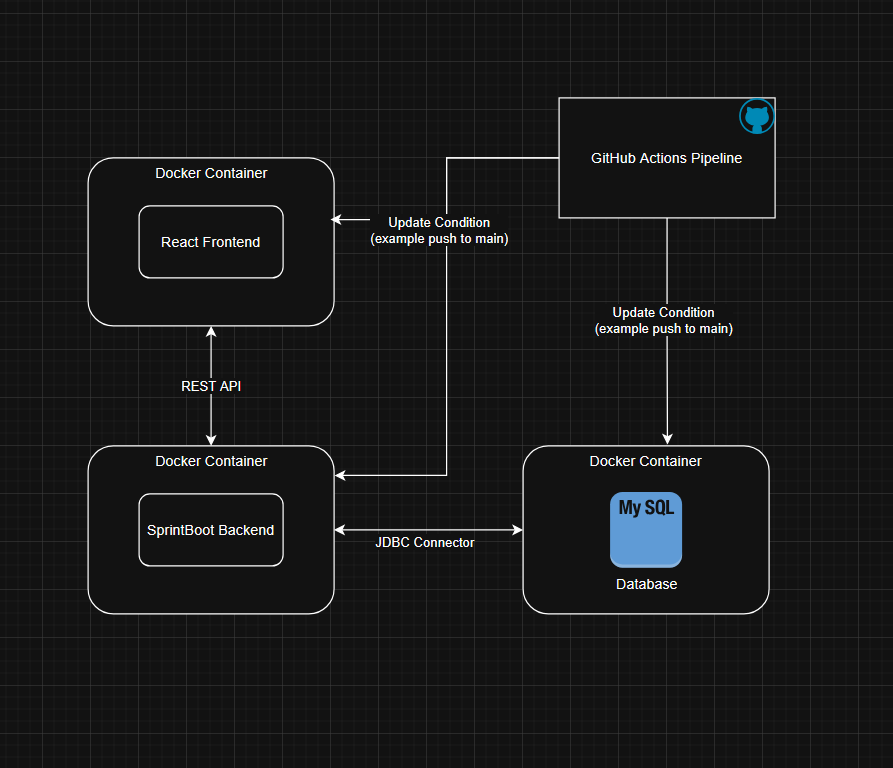 GitHub Actions Pipeline
Docker Container
React Frontend
Update Condition
(example push to main)
Update Condition
(example push to main)
REST API
Docker Container
SprintBoot Backend
JDBC Connector
Docker Container
My SQL
Database